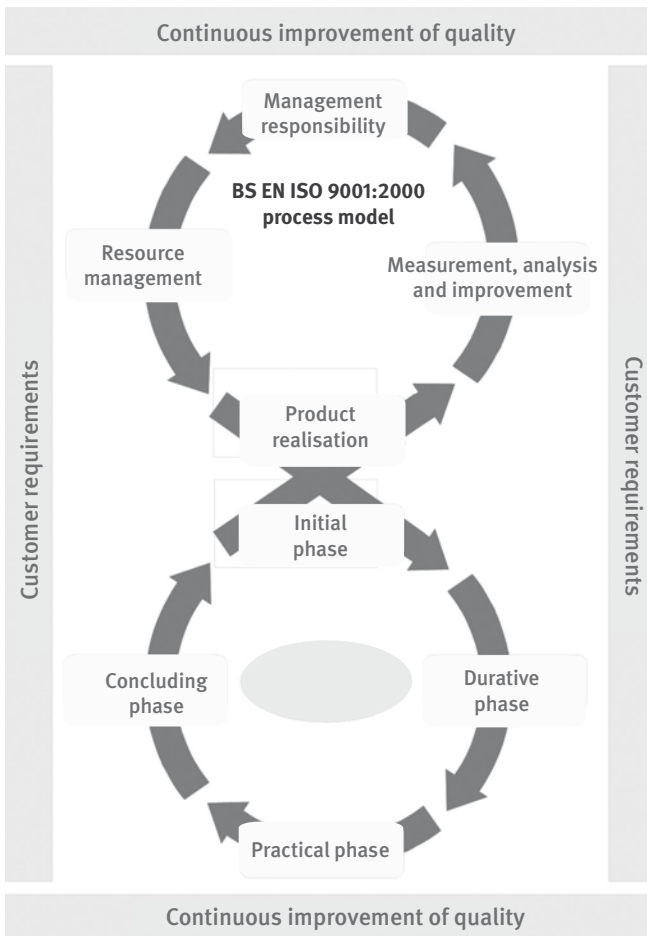 Continuous improvement of quality
Management
responsibility
BS EN ISO 9001:2000
process model
Resource
management
Measurement, analysis
and improvement
Customer requirements
Customer requirements
Product
realisation
Initial
phase
Concluding
phase
Durative
phase
Practical phase
Continuous improvement of quality